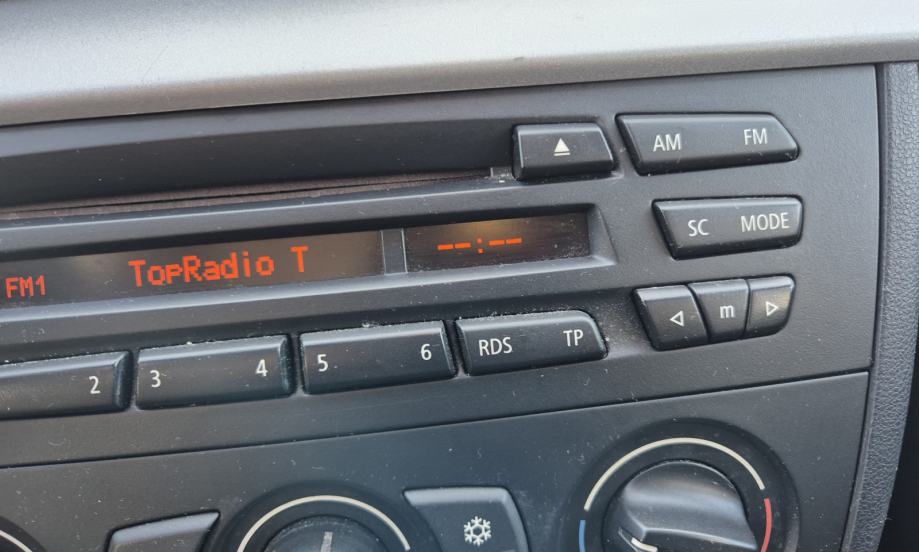 AM FM
SC MODE
FM1 TopRadio T --:--
m
2 3 4 5 6 RDS TP